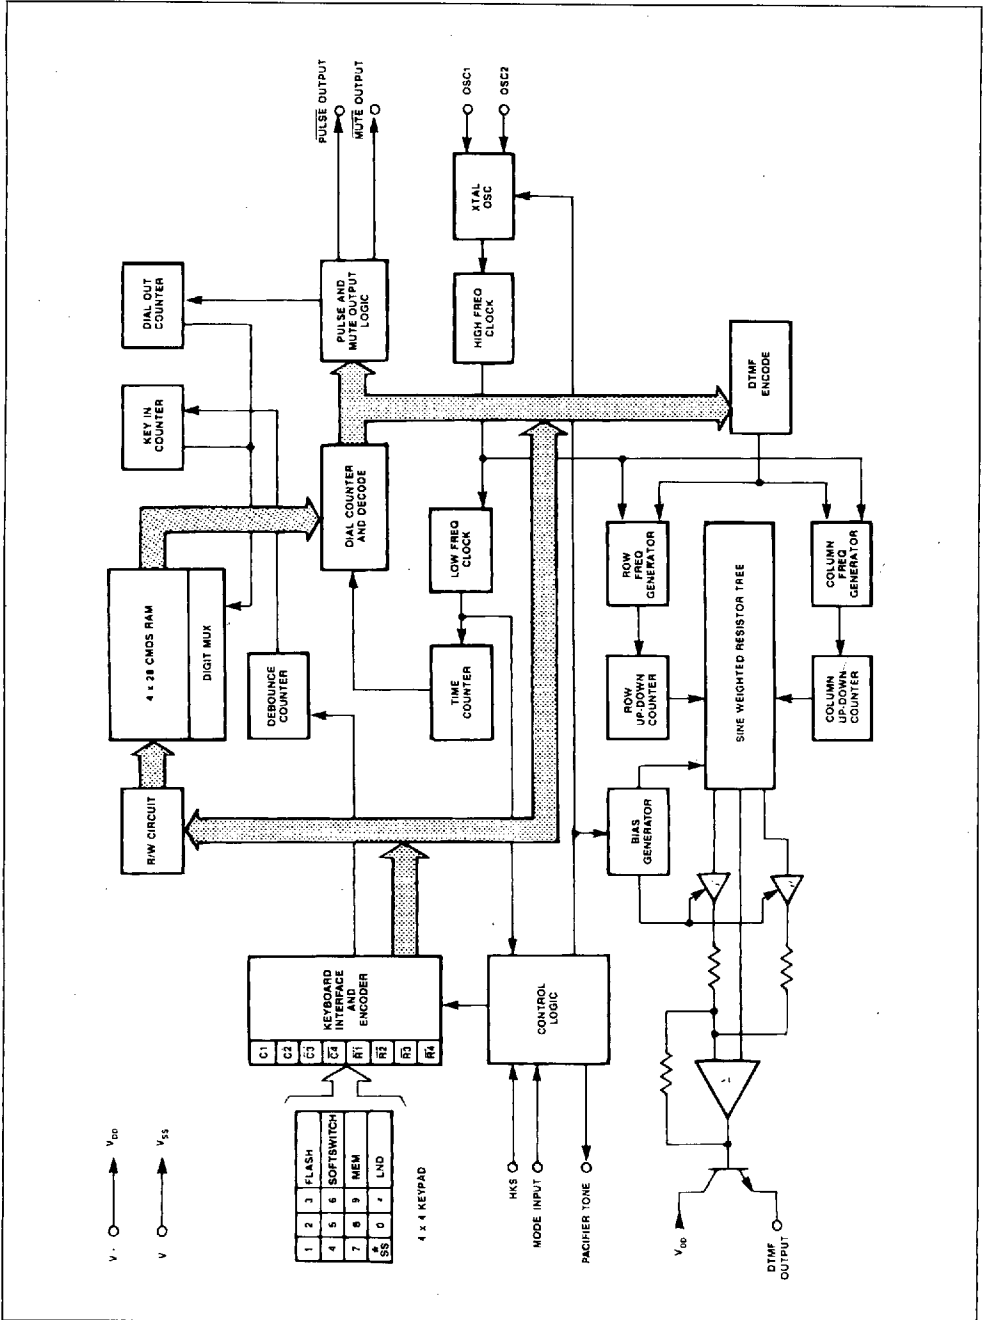 V
V_DD
V
V_SS
1 2 3 FLASH
4 5 6 SOFTSWITCH
7 8 9 MEM
* SS 0 LND
4 x 4 KEYPAD
C1
C2
C3
C4
R1
R2
R3
R4
KEYBOARD
INTERFACE
AND
ENCODER
R/W CIRCUIT
4 x 28 CMOS RAM
DIGIT MUX
DEBOUNCE
COUNTER
KEY IN
COUNTER
DIAL OUT
COUNTER
DIAL COUNTER
AND DECODE
PULSE AND
MUTE OUTPUT
LOGIC
PULSE OUTPUT
MUTE OUTPUT
HKS
MODE INPUT
PACIFIER TONE
CONTROL
LOGIC
TIME
COUNTER
LOW FREQ
CLOCK
HIGH FREQ
CLOCK
XTAL
OSC
OSC1
OSC2
BIAS
GENERATOR
ROW
UP-DOWN
COUNTER
ROW
FREQ
GENERATOR
DTMF
ENCODE
SINE WEIGHTED RESISTOR TREE
COLUMN
UP-DOWN
COUNTER
COLUMN
FREQ
GENERATOR
V_DD
DTMF
OUTPUT